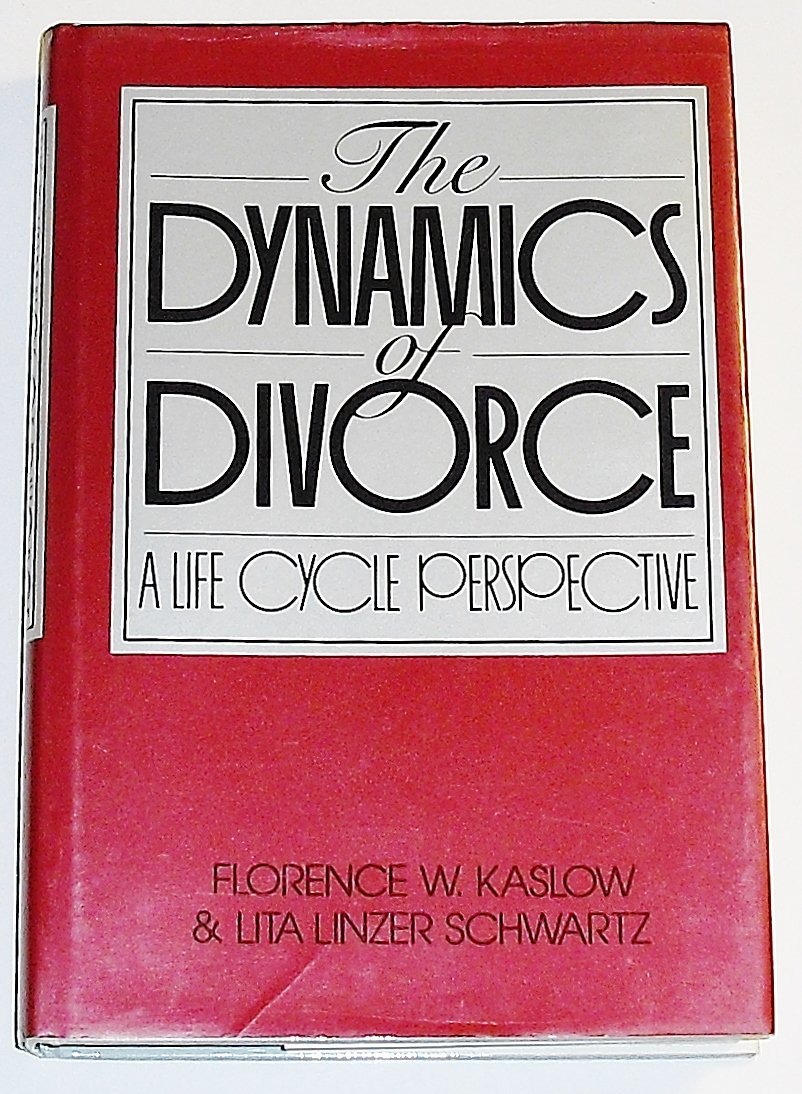 The
DYNAMICS
of
DIVORCE
A LIFE CYCLE PERSPECTIVE
FLORENCE W. KASLOW
& LITA LINZER SCHWARTZ